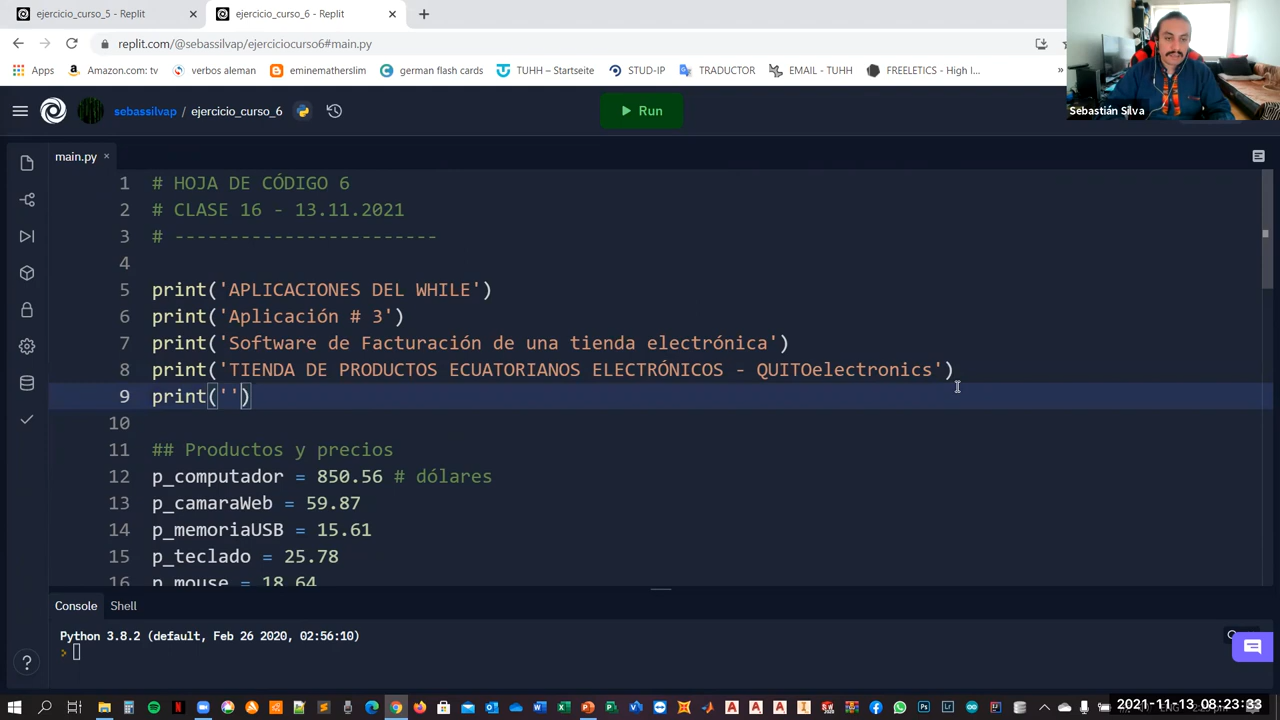 ejercicio_curso_5 - Replit
ejercicio_curso_6 - Replit
replit.com/@sebassilvap/ejerciciocurso6#main.py
Apps
Amazon.com: tv
verbos aleman
eminematherslim
german flash cards
TUHH – Startseite
STUD-IP
TRADUCTOR
EMAIL - TUHH
FREELETICS - High I...
Sebastián Silva
sebassilvap / ejercicio_curso_6
Run
main.py
1 # HOJA DE CÓDIGO 6
2 # CLASE 16 - 13.11.2021
3 # ------------------------
4
5 print('APLICACIONES DEL WHILE')
6 print('Aplicación # 3')
7 print('Software de Facturación de una tienda electrónica')
8 print('TIENDA DE PRODUCTOS ECUATORIANOS ELECTRÓNICOS - QUITOelectronics')
9 print('')
10
11 ## Productos y precios
12 p_computador = 850.56 # dólares
13 p_camaraWeb = 59.87
14 p_memoriaUSB = 15.61
15 p_teclado = 25.78
16 p_mouse = 18.64
Console
Shell
Python 3.8.2 (default, Feb 26 2020, 02:56:10)
>
2021-11-13 08:23:33